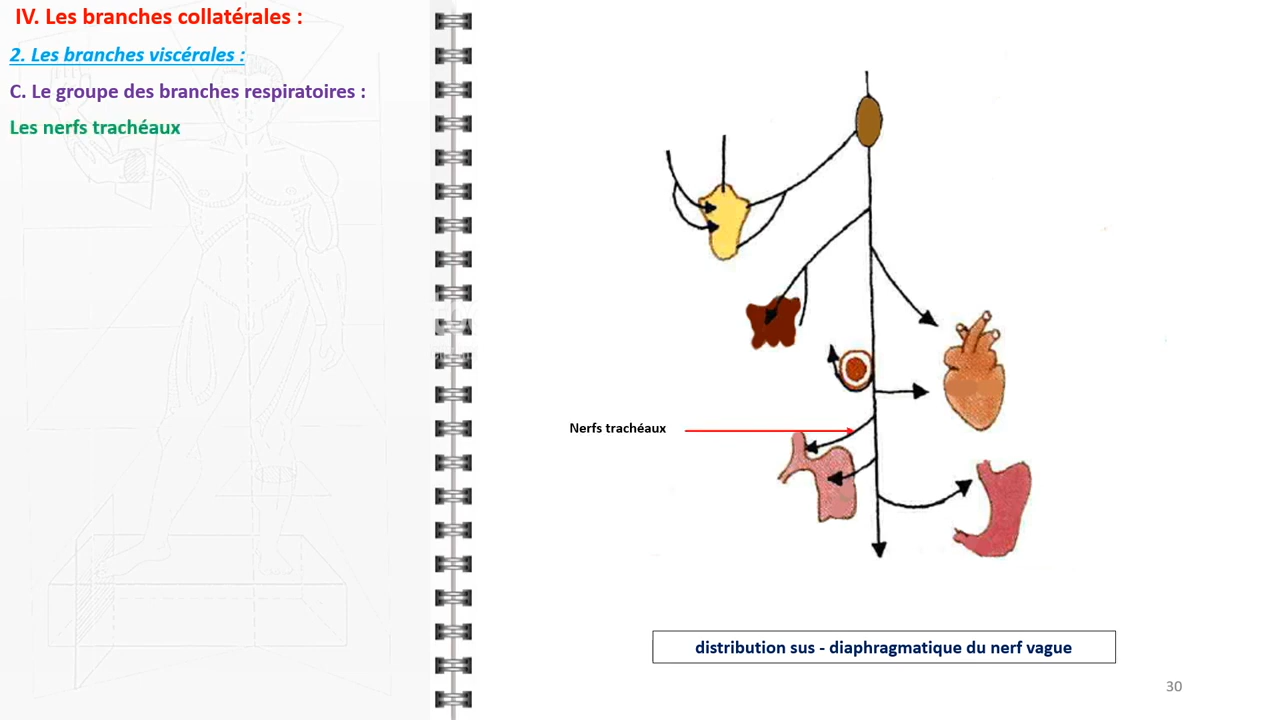 IV. Les branches collatérales :
2. Les branches viscérales :
C. Le groupe des branches respiratoires :
Les nerfs trachéaux
Nerfs trachéaux
distribution sus - diaphragmatique du nerf vague
30